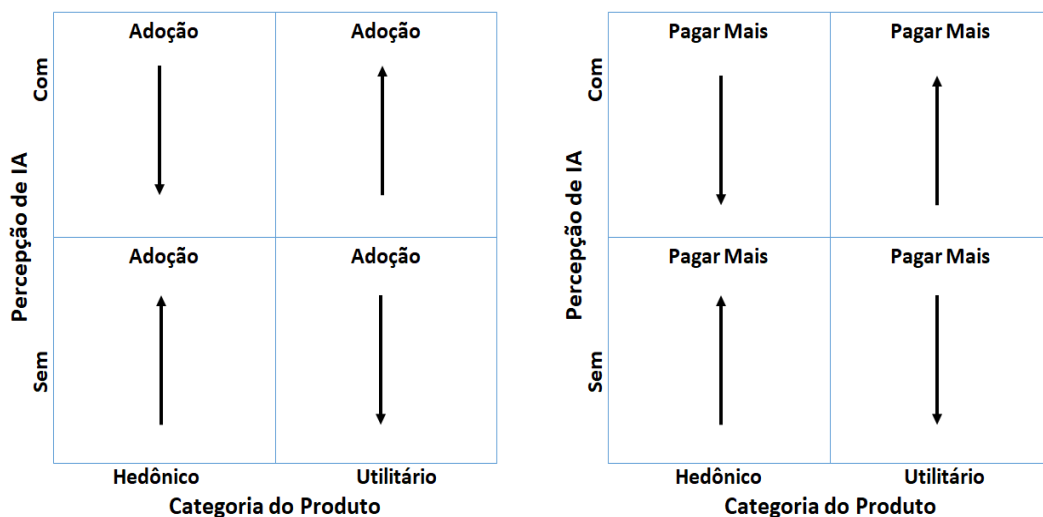 Adoção
Adoção
Com
Percepção de IA
Adoção
Adoção
Sem
Hedônico
Utilitário
Categoria do Produto
Pagar Mais
Pagar Mais
Com
Percepção de IA
Pagar Mais
Pagar Mais
Sem
Hedônico
Utilitário
Categoria do Produto